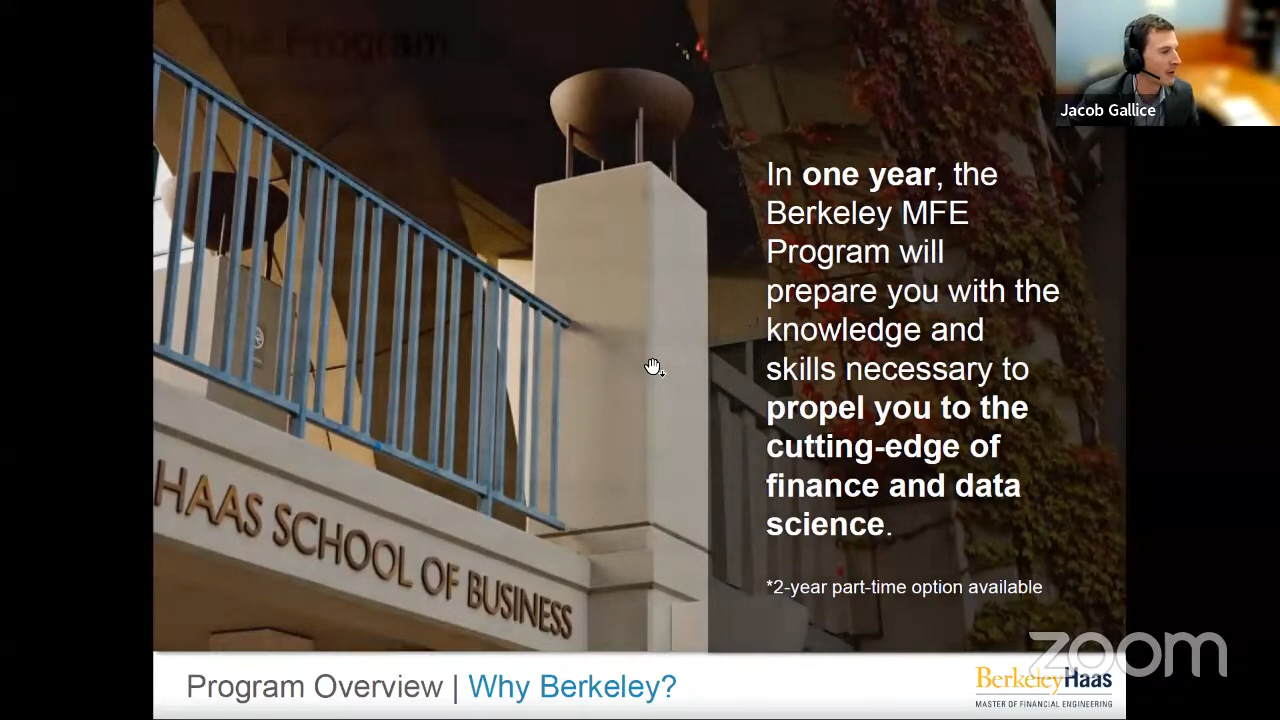 The Program
Jacob Gallice
In one year, the
Berkeley MFE
Program will
prepare you with the
knowledge and
skills necessary to
propel you to the
cutting-edge of
finance and data
science.
*2-year part-time option available
HAAS SCHOOL OF BUSINESS
zoom
Program Overview | Why Berkeley?
BerkeleyHaas
MASTER OF FINANCIAL ENGINEERING